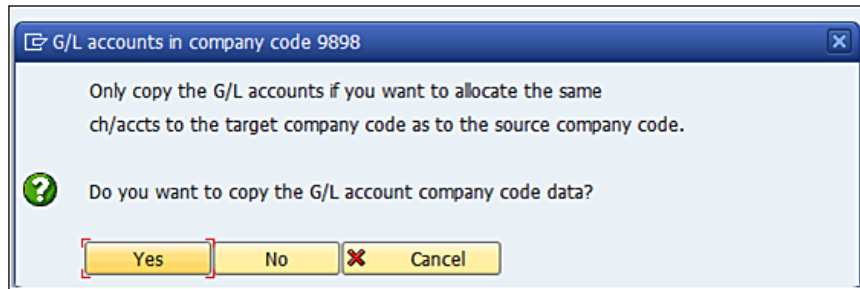 G/L accounts in company code 9898
Only copy the G/L accounts if you want to allocate the same
ch/accts to the target company code as to the source company code.
Do you want to copy the G/L account company code data?
Yes No Cancel